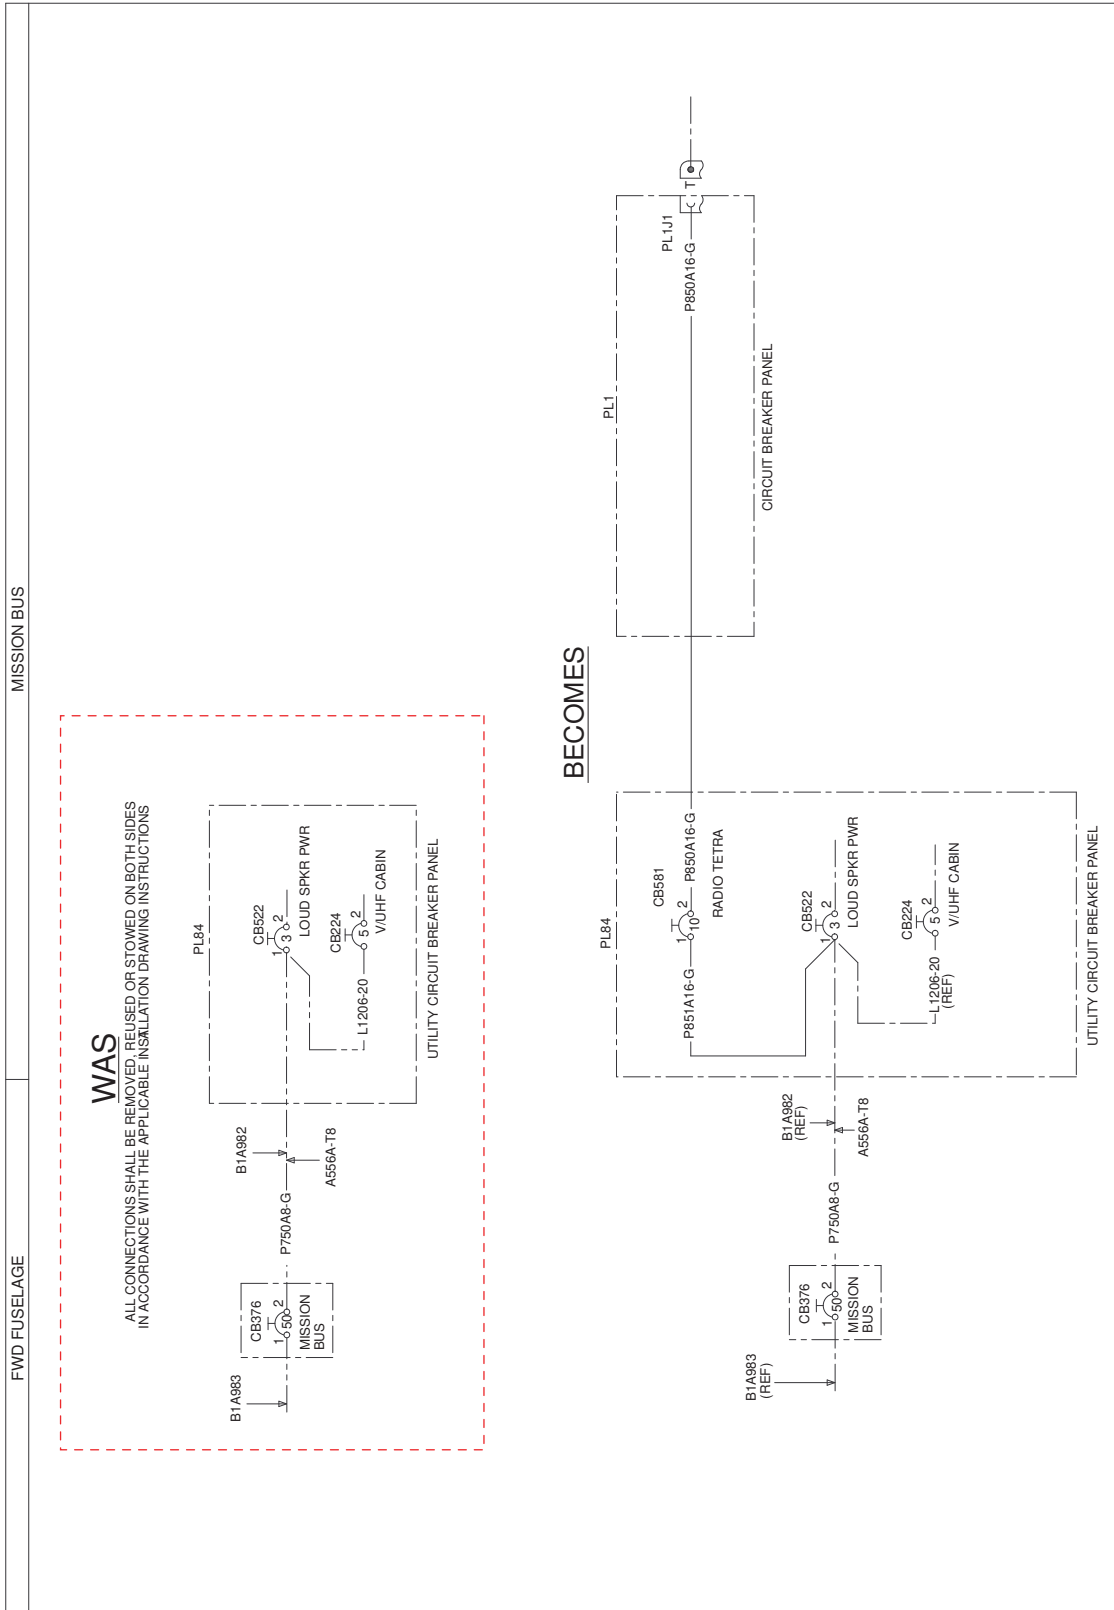 FWD FUSELAGE
MISSION BUS
WAS
ALL CONNECTIONS SHALL BE REMOVED, REUSED OR STOWED ON BOTH SIDES
IN ACCORDANCE WITH THE APPLICABLE INSATLLATION DRAWING INSTRUCTIONS
B1A983
CB376
1 50 2
MISSION
BUS
P750A8-G
B1A982
A556A-T8
PL84
CB522
1 3 2
LOUD SPKR PWR
CB224
5 2
V/UHF CABIN
L1206-20
UTILITY CIRCUIT BREAKER PANEL
BECOMES
B1A983
(REF)
CB376
1 50 2
MISSION
BUS
P750A8-G
B1A982
(REF)
A556A-T8
PL84
P851A16-G
CB581
1 10 2
RADIO TETRA
P850A16-G
CB522
1 3 2
LOUD SPKR PWR
CB224
5 2
V/UHF CABIN
L1206-20
(REF)
UTILITY CIRCUIT BREAKER PANEL
PL1
P850A16-G
PL1J1
T
CIRCUIT BREAKER PANEL